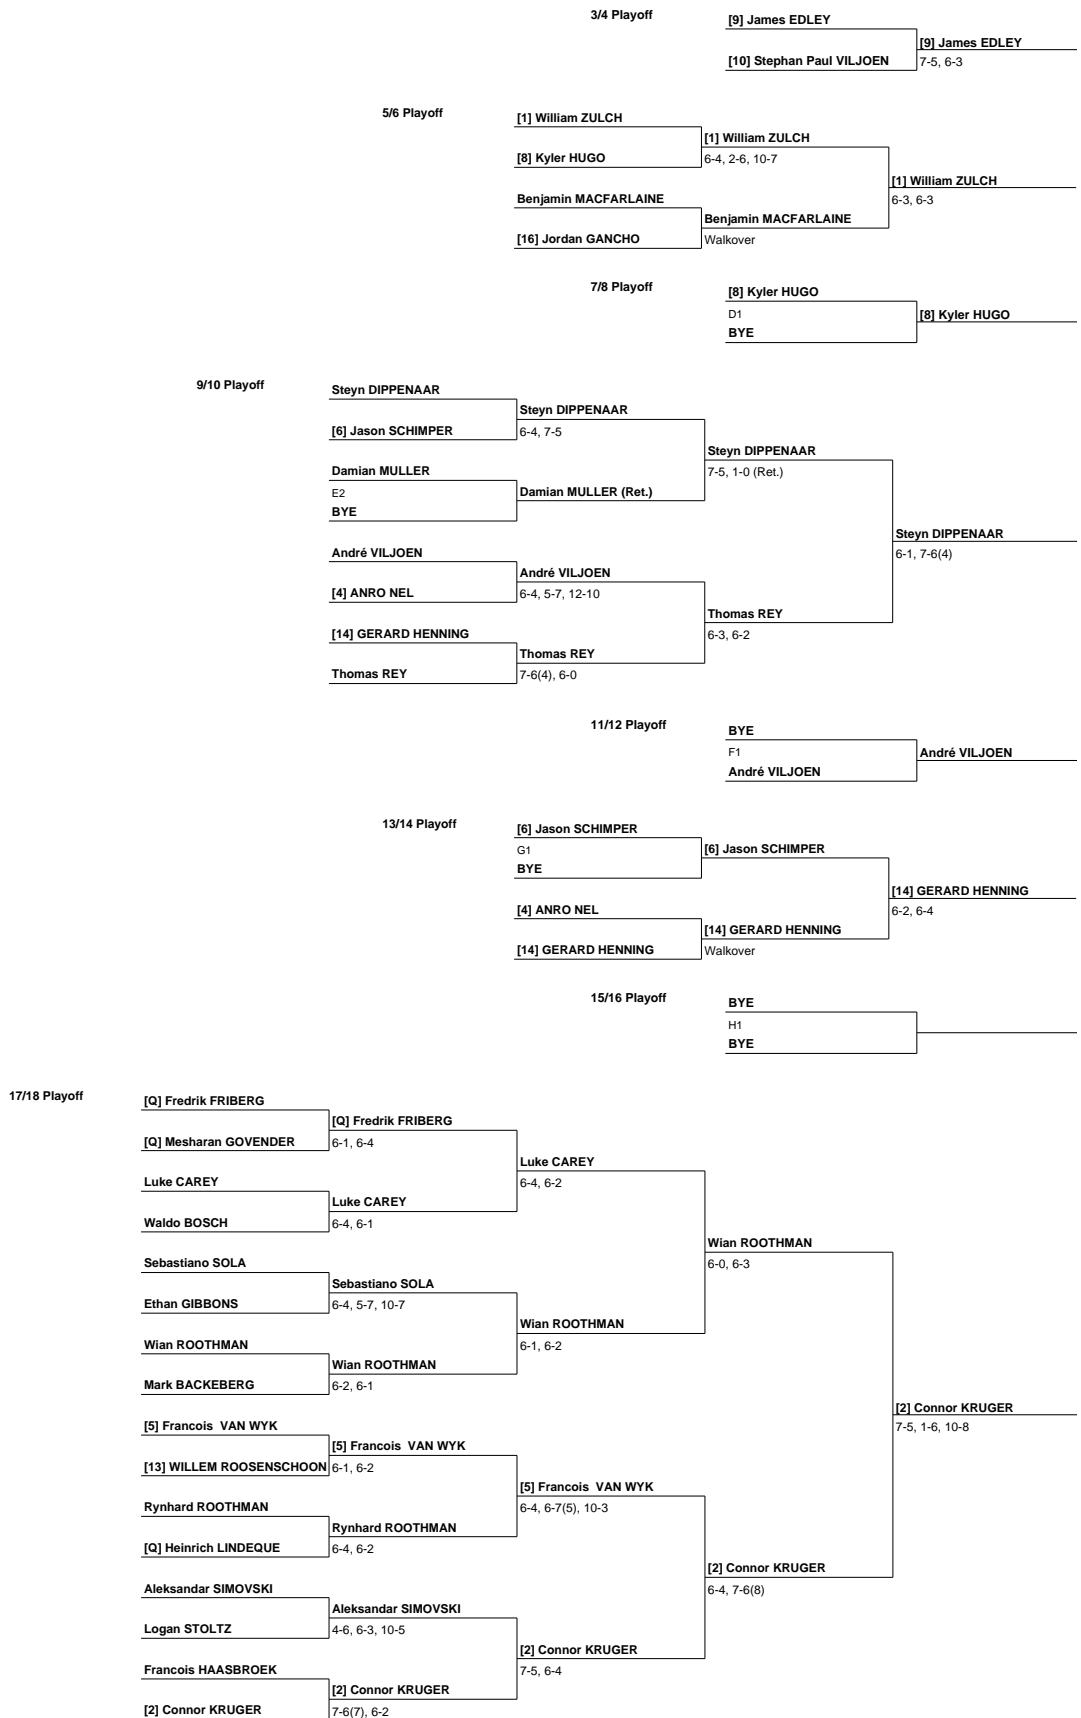 3/4 Playoff
[9] James EDLEY
[9] James EDLEY
[10] Stephan Paul VILJOEN
7-5, 6-3
5/6 Playoff
[1] William ZULCH
[1] William ZULCH
[8] Kyler HUGO
6-4, 2-6, 10-7
[1] William ZULCH
6-3, 6-3
Benjamin MACFARLAINE
Benjamin MACFARLAINE
[16] Jordan GANCHO
Walkover
7/8 Playoff
[8] Kyler HUGO
D1
[8] Kyler HUGO
BYE
9/10 Playoff
Steyn DIPPENAAR
Steyn DIPPENAAR
[6] Jason SCHIMPER
6-4, 7-5
Steyn DIPPENAAR
7-5, 1-0 (Ret.)
Damian MULLER
E2
Damian MULLER (Ret.)
BYE
Steyn DIPPENAAR
6-1, 7-6(4)
André VILJOEN
André VILJOEN
[4] ANRO NEL
6-4, 5-7, 12-10
Thomas REY
6-3, 6-2
[14] GERARD HENNING
Thomas REY
Thomas REY
7-6(4), 6-0
11/12 Playoff
BYE
F1
André VILJOEN
André VILJOEN
13/14 Playoff
[6] Jason SCHIMPER
G1
[6] Jason SCHIMPER
BYE
[14] GERARD HENNING
6-2, 6-4
[4] ANRO NEL
[14] GERARD HENNING
[14] GERARD HENNING
Walkover
15/16 Playoff
BYE
H1
BYE
17/18 Playoff
[Q] Fredrik FRIBERG
[Q] Fredrik FRIBERG
[Q] Mesharan GOVENDER
6-1, 6-4
Luke CAREY
6-4, 6-2
Luke CAREY
Luke CAREY
Waldo BOSCH
6-4, 6-1
Wian ROOTHMAN
6-0, 6-3
Sebastiano SOLA
Sebastiano SOLA
Ethan GIBBONS
6-4, 5-7, 10-7
Wian ROOTHMAN
6-1, 6-2
Wian ROOTHMAN
Wian ROOTHMAN
Mark BACKEBERG
6-2, 6-1
[2] Connor KRUGER
7-5, 1-6, 10-8
[5] Francois  VAN WYK
[5] Francois  VAN WYK
[13] WILLEM ROOSENSCHOON
6-1, 6-2
[5] Francois  VAN WYK
6-4, 6-7(5), 10-3
Rynhard ROOTHMAN
Rynhard ROOTHMAN
[Q] Heinrich LINDEQUE
6-4, 6-2
[2] Connor KRUGER
6-4, 7-6(8)
Aleksandar SIMOVSKI
Aleksandar SIMOVSKI
Logan STOLTZ
4-6, 6-3, 10-5
[2] Connor KRUGER
7-5, 6-4
Francois HAASBROEK
[2] Connor KRUGER
[2] Connor KRUGER
7-6(7), 6-2